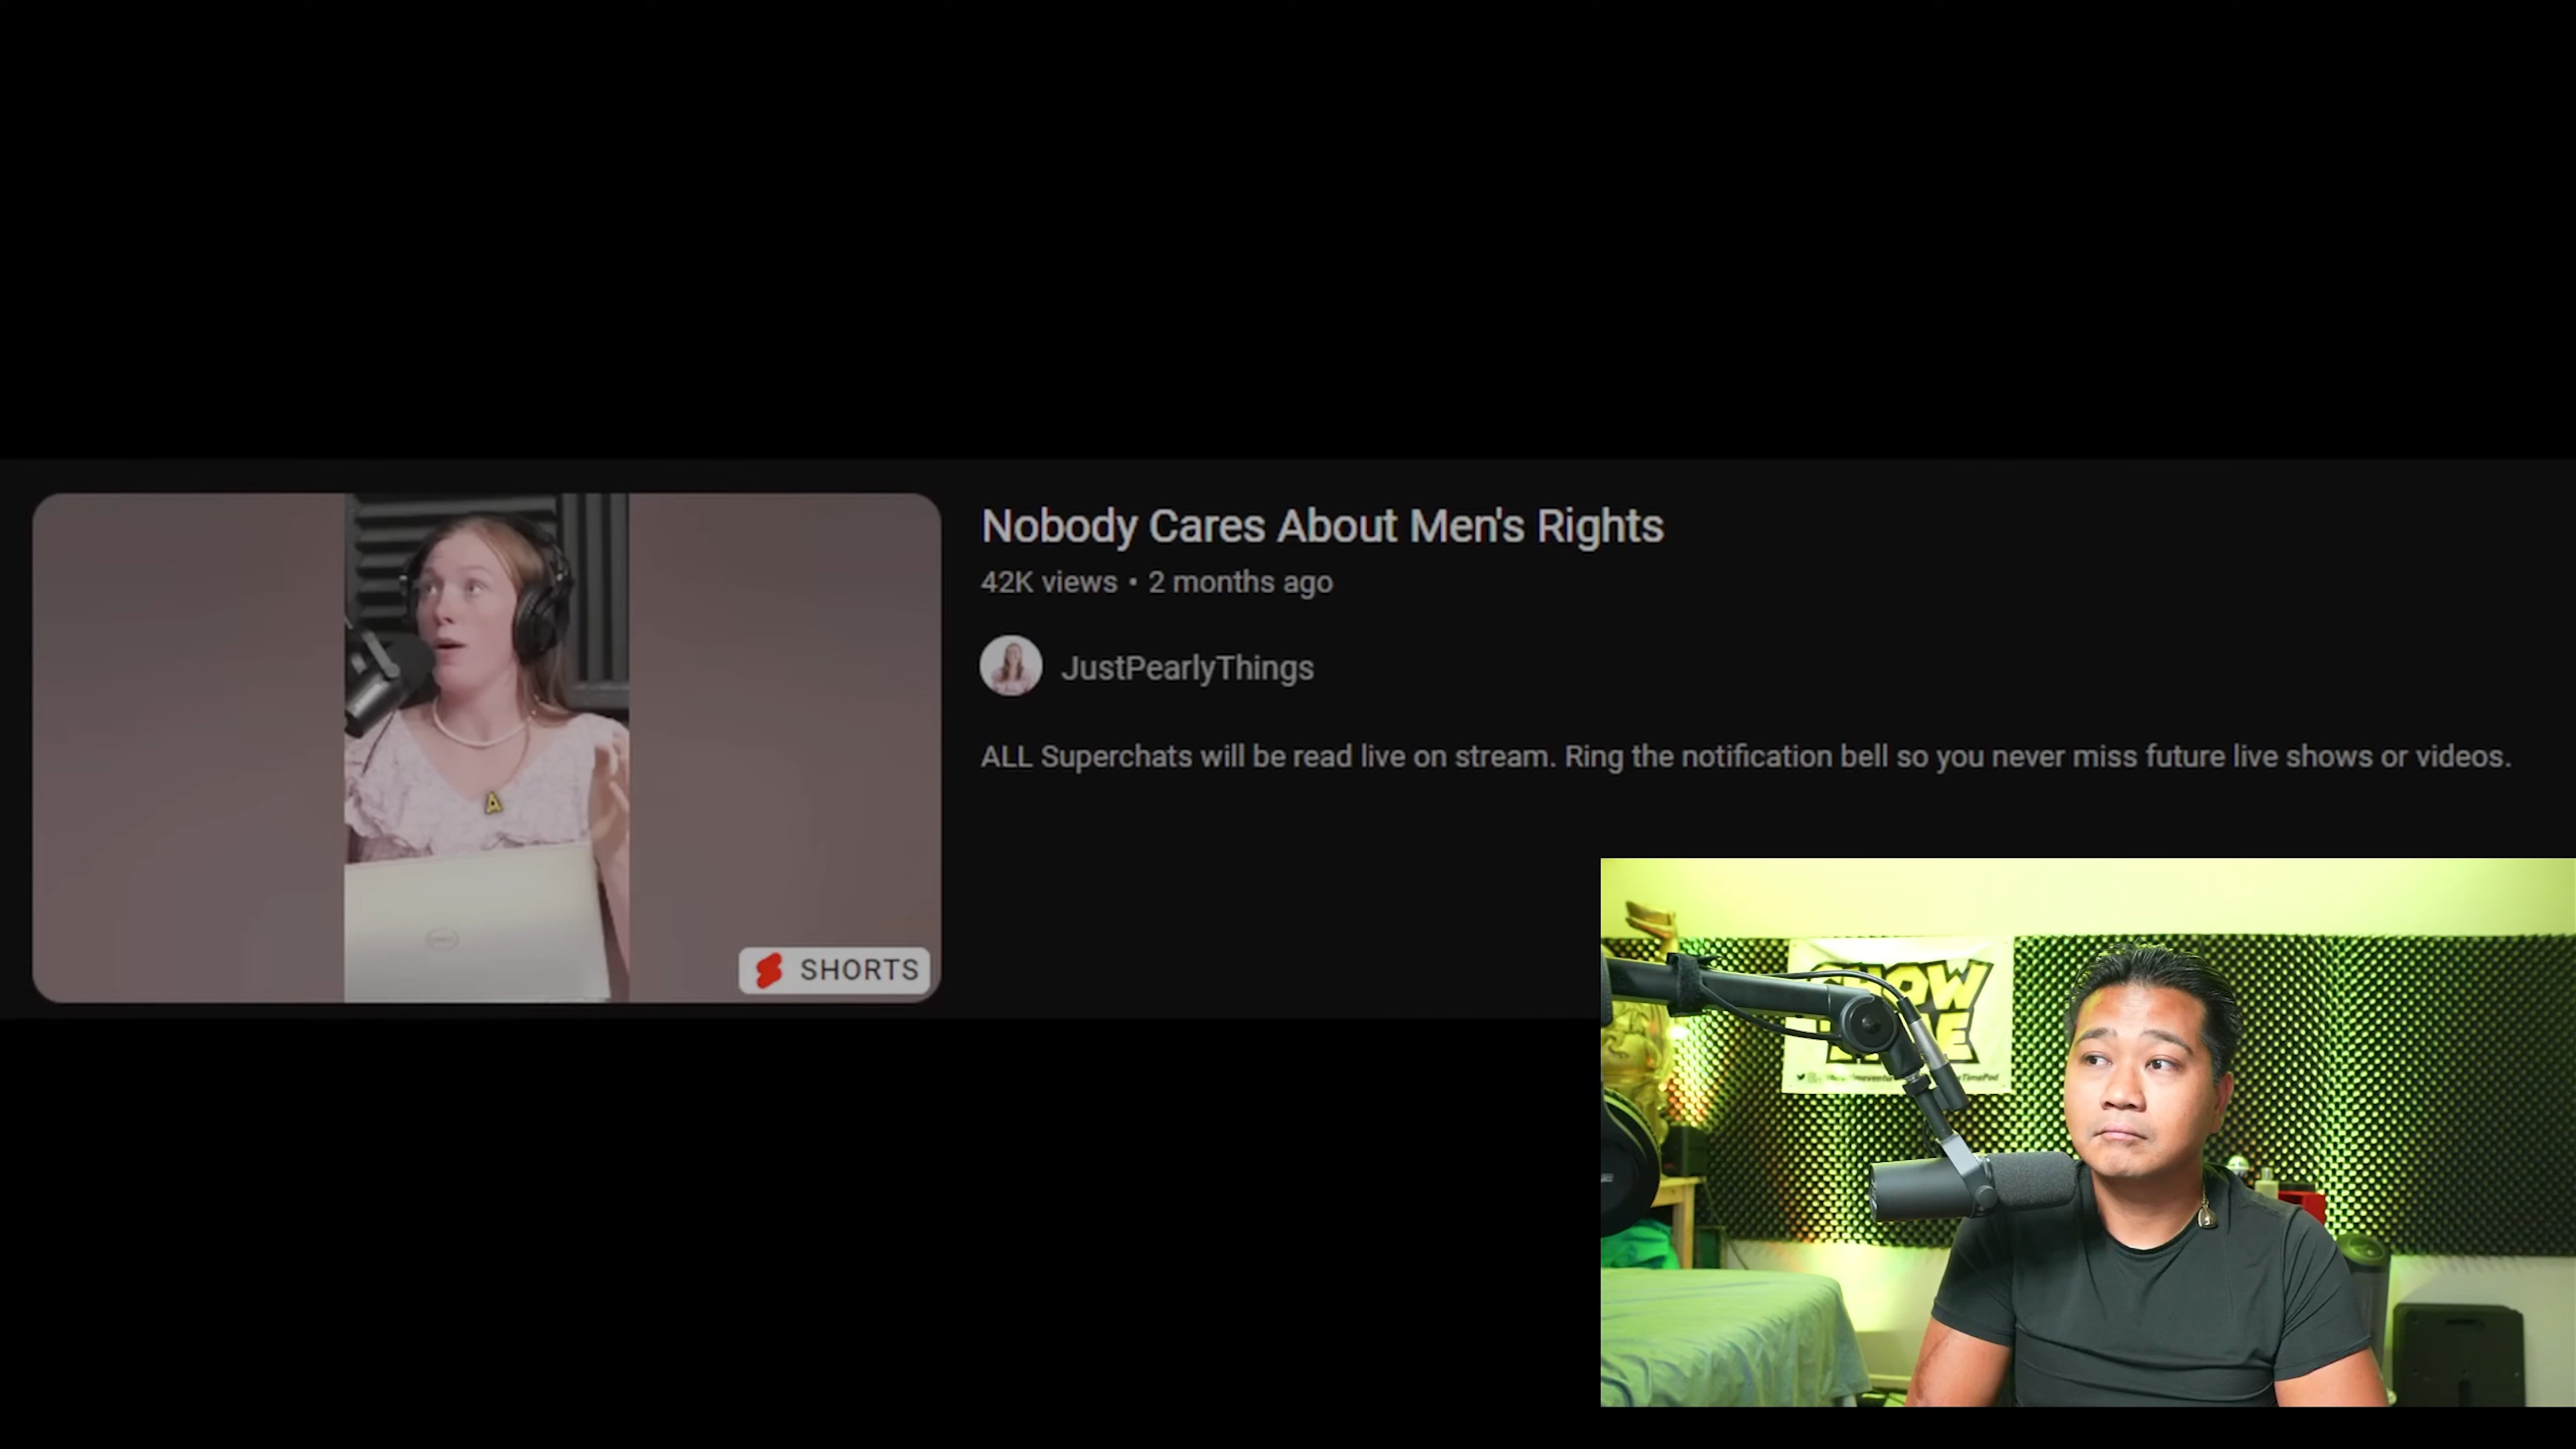 Nobody Cares About Men's Rights
42K views • 2 months ago
JustPearlyThings
ALL Superchats will be read live on stream. Ring the notification bell so you never miss future live shows or videos.
A
SHORTS